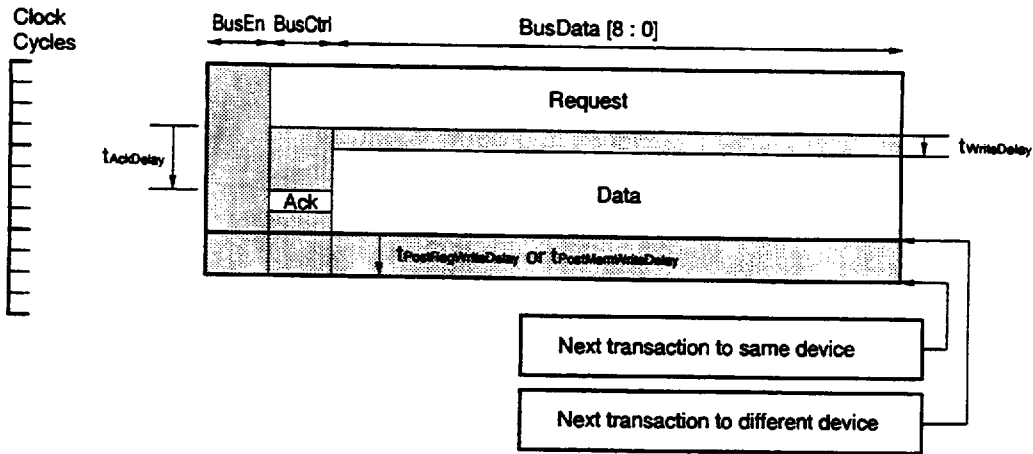 Clock
Cycles
BusEn BusCtrl BusData [8 : 0]
Request
tAckDelay
tWriteDelay
Data
Ack
tPostRegWriteDelay or tPostMemWriteDelay
Next transaction to same device
Next transaction to different device